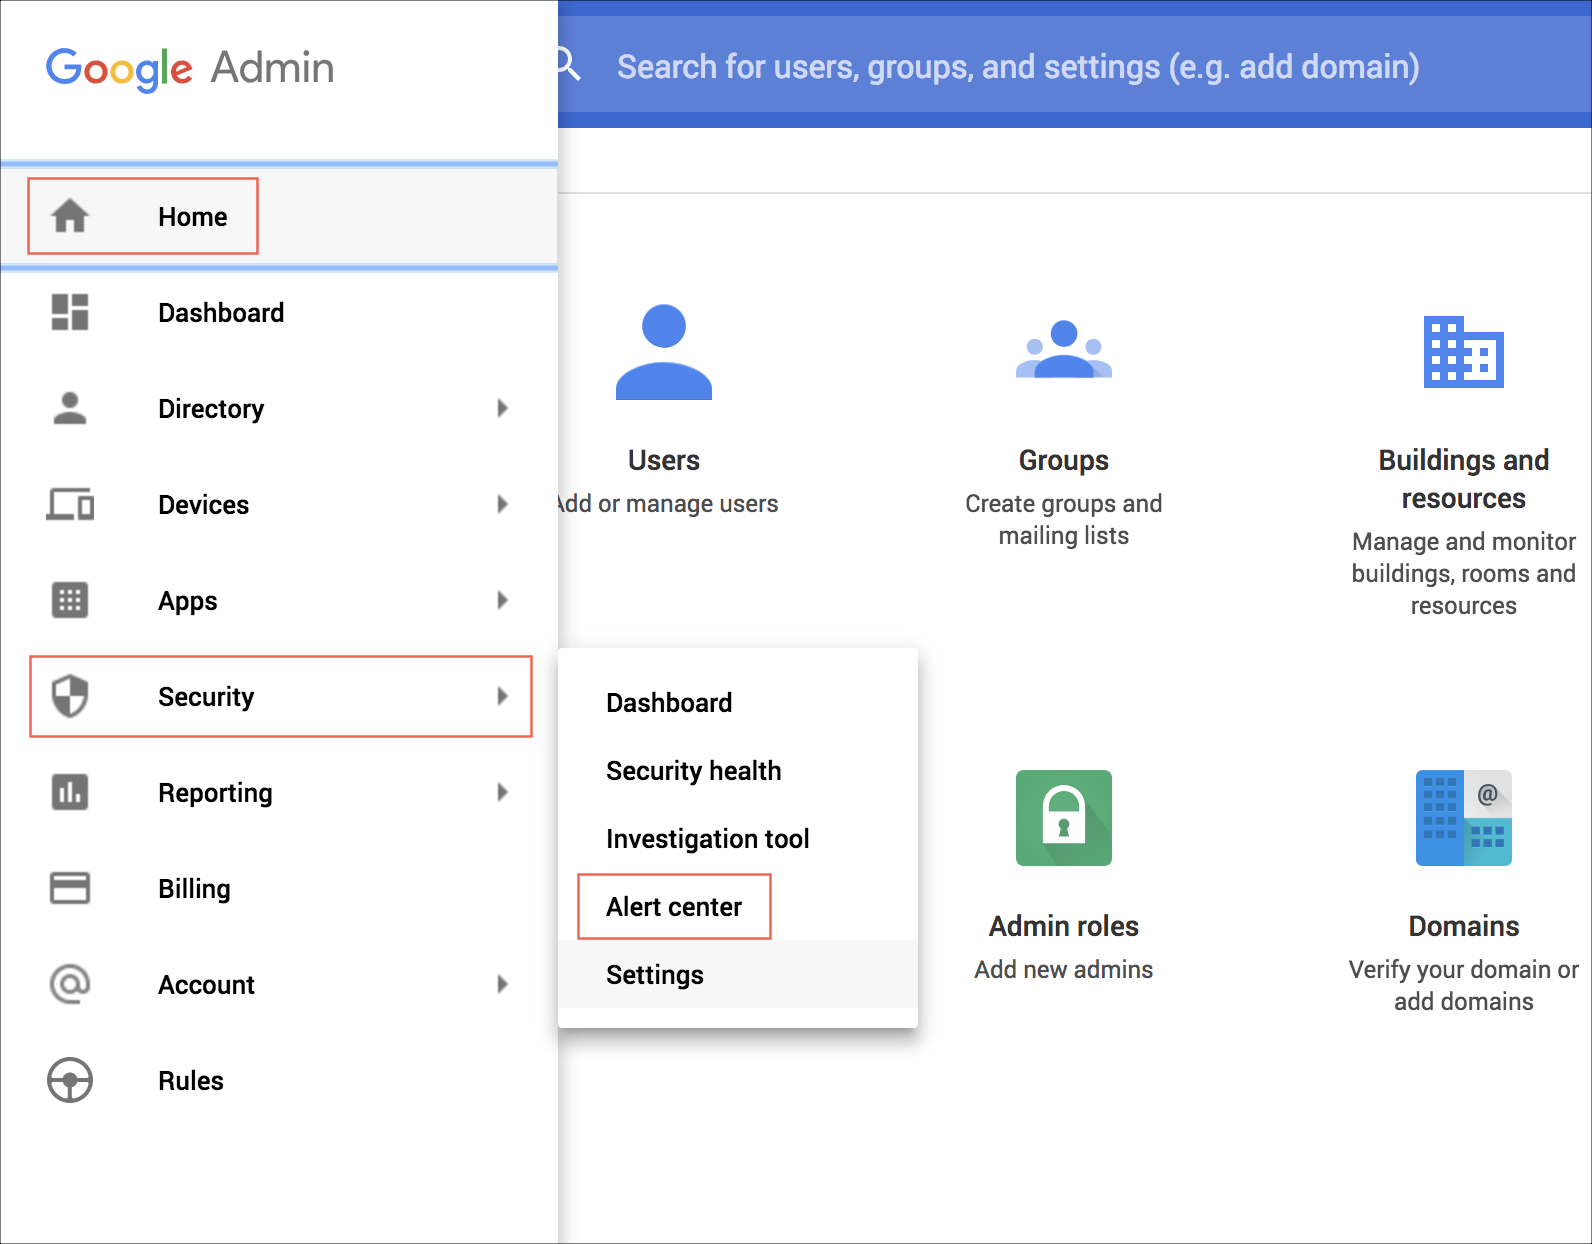 Google Admin
Search for users, groups, and settings (e.g. add domain)
Home
Dashboard
Directory
Devices
Apps
Security
Reporting
Billing
Account
Rules
Dashboard
Security health
Investigation tool
Alert center
Settings
Users
Add or manage users
Groups
Create groups and
mailing lists
Buildings and
resources
Manage and monitor
buildings, rooms and
resources
Admin roles
Add new admins
@
Domains
Verify your domain or
add domains